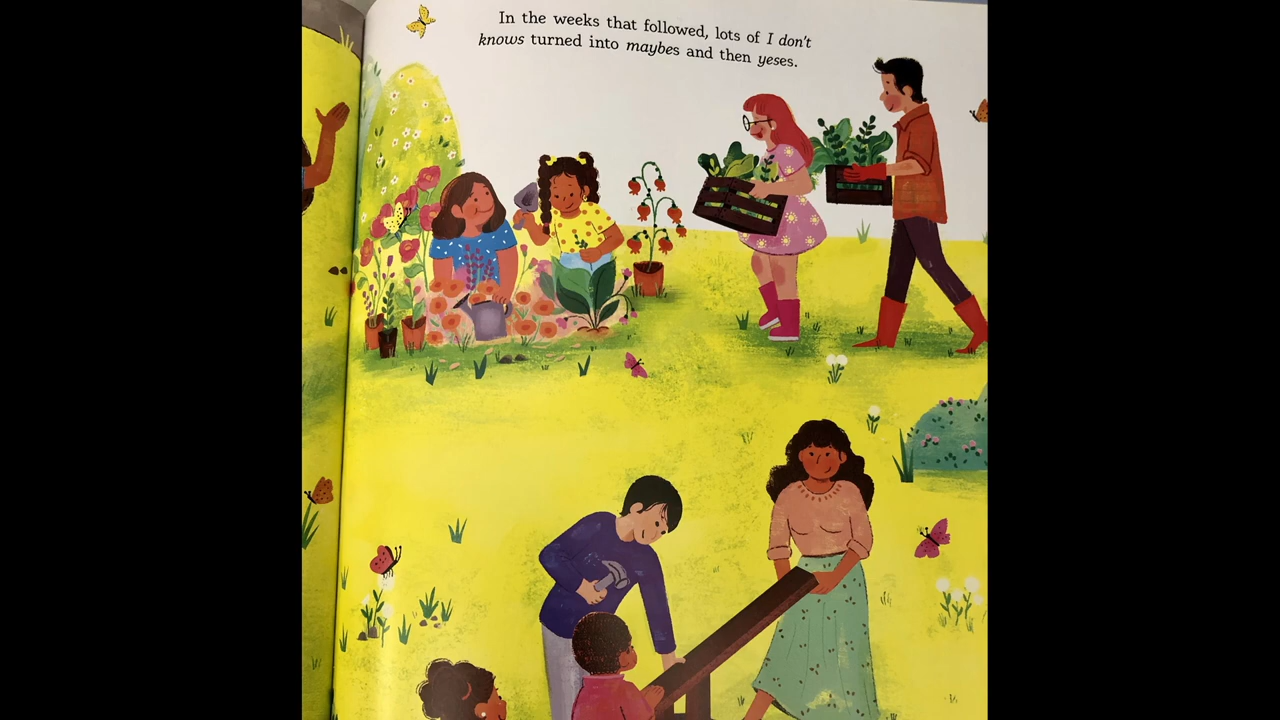 In the weeks that followed, lots of I don't
knows turned into maybes and then yeses.